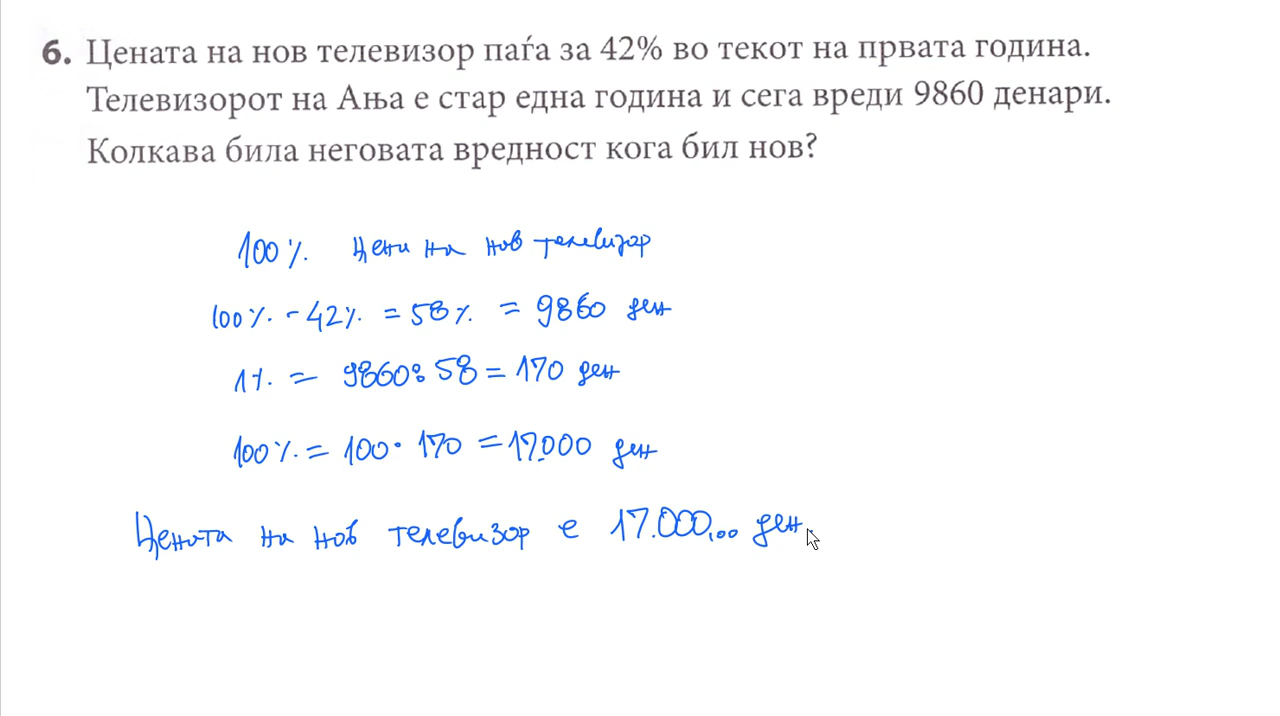 6. Цената на нов телевизор паѓа за 42% во текот на првата година.
Телевизорот на Ања е стар една година и сега вреди 9860 денари.
Колкава била неговата вредност кога бил нов?
100% Цени на нов телевизор
100% - 42% = 58% = 9860 ден
1% = 9860:58 = 170 ден
100% = 100·170 = 17.000 ден
Цената на нов телевизор е 17.000,00 ден.